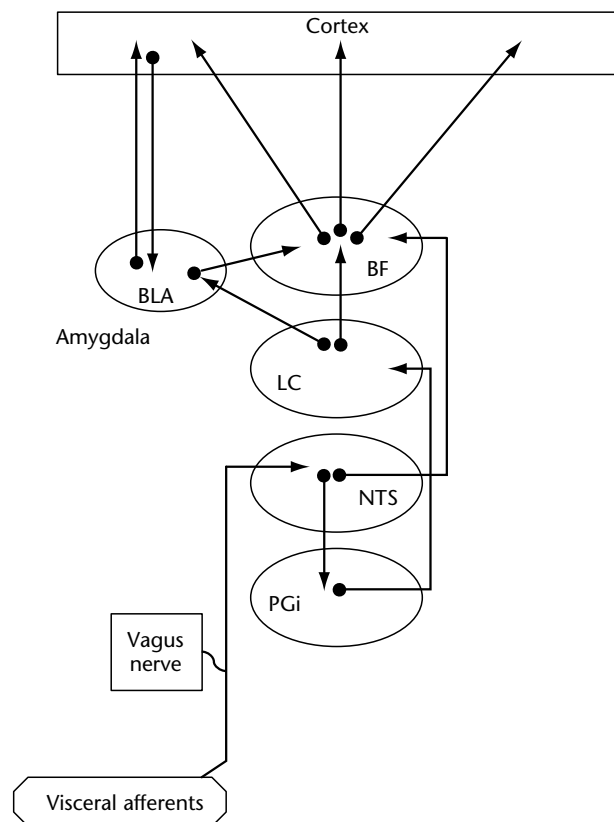 Cortex
BF
BLA
Amygdala
LC
NTS
PGi
Vagus
nerve
Visceral afferents